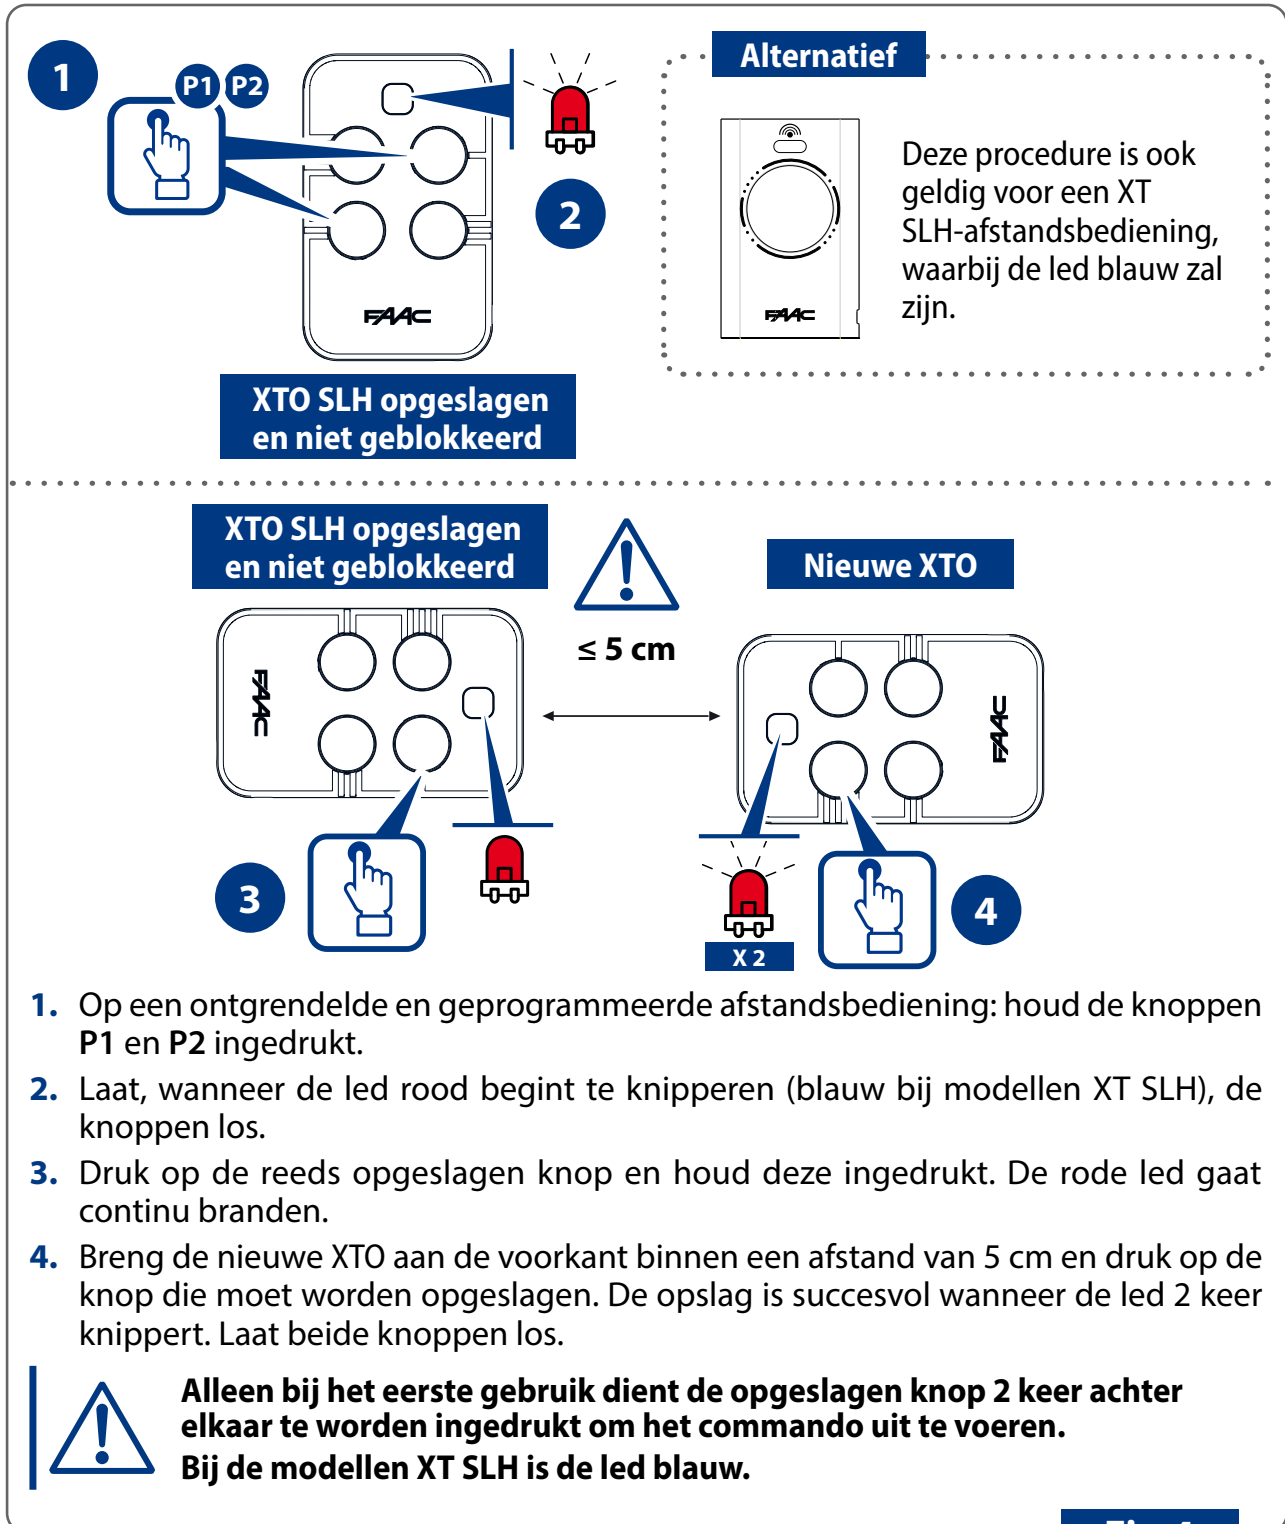 1
P1 P2
2
FAAC
XTO SLH opgeslagen
en niet geblokkeerd
Alternatief
FAAC
Deze procedure is ook
geldig voor een XT
SLH-afstandsbediening,
waarbij de led blauw zal
zijn.
XTO SLH opgeslagen
en niet geblokkeerd
≤ 5 cm
Nieuwe XTO
FAAC
FAAC
3
X 2
4
1. Op een ontgrendelde en geprogrammeerde afstandsbediening: houd de knoppen
P1 en P2 ingedrukt.
2. Laat, wanneer de led rood begint te knipperen (blauw bij modellen XT SLH), de
knoppen los.
3. Druk op de reeds opgeslagen knop en houd deze ingedrukt. De rode led gaat
continu branden.
4. Breng de nieuwe XTO aan de voorkant binnen een afstand van 5 cm en druk op de
knop die moet worden opgeslagen. De opslag is succesvol wanneer de led 2 keer
knippert. Laat beide knoppen los.
Alleen bij het eerste gebruik dient de opgeslagen knop 2 keer achter
elkaar te worden ingedrukt om het commando uit te voeren.
Bij de modellen XT SLH is de led blauw.